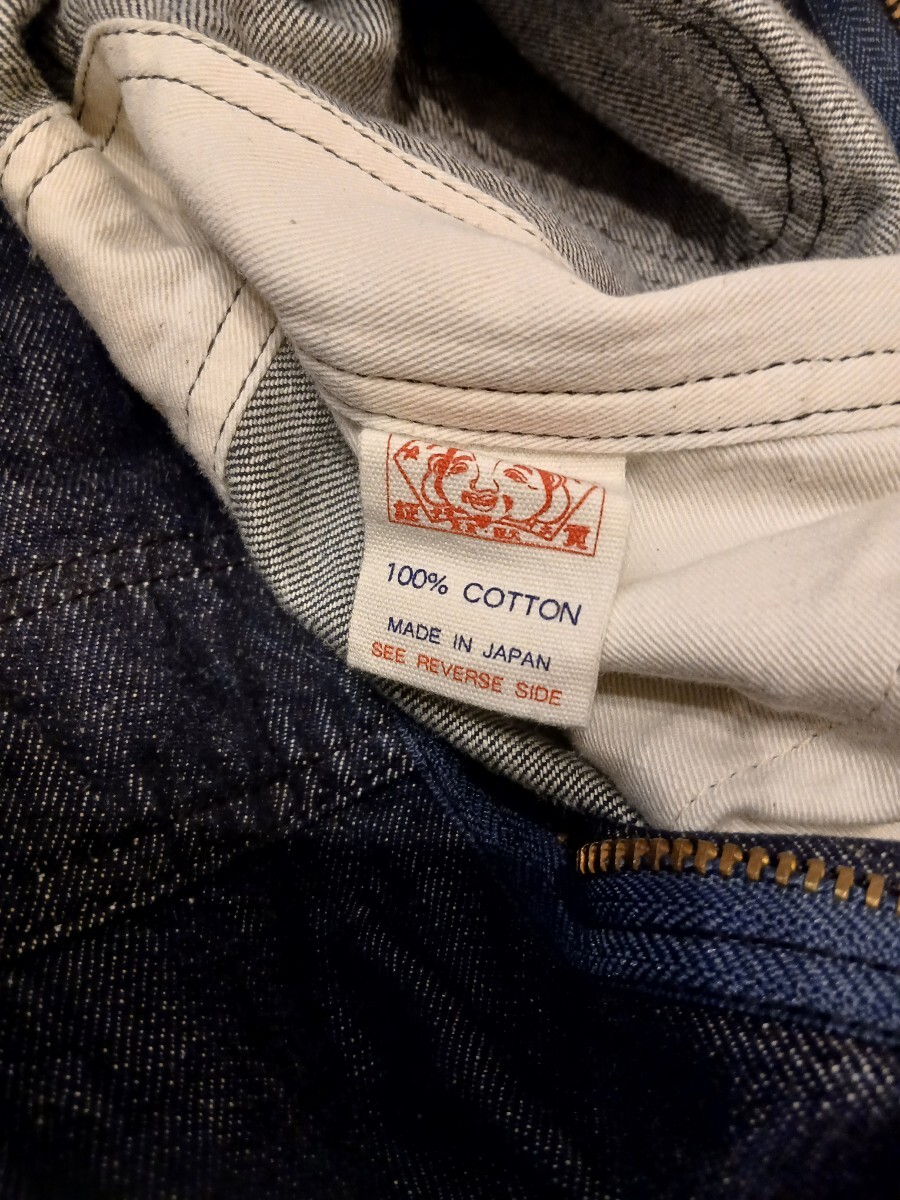 100% COTTON
MADE IN JAPAN
SEE REVERSE SIDE